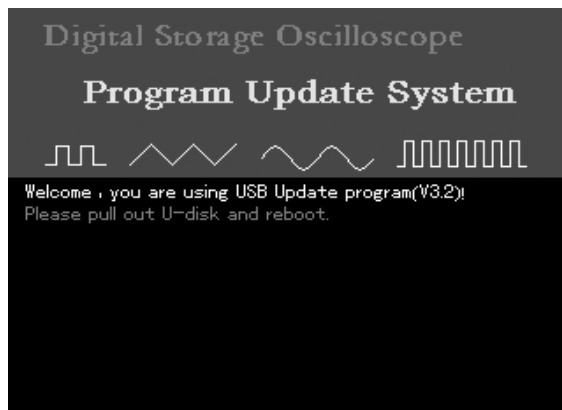 Digital Storage Oscilloscope
Program Update System
Welcome , you are using USB Update program(V3.2)!
Please pull out U-disk and reboot.